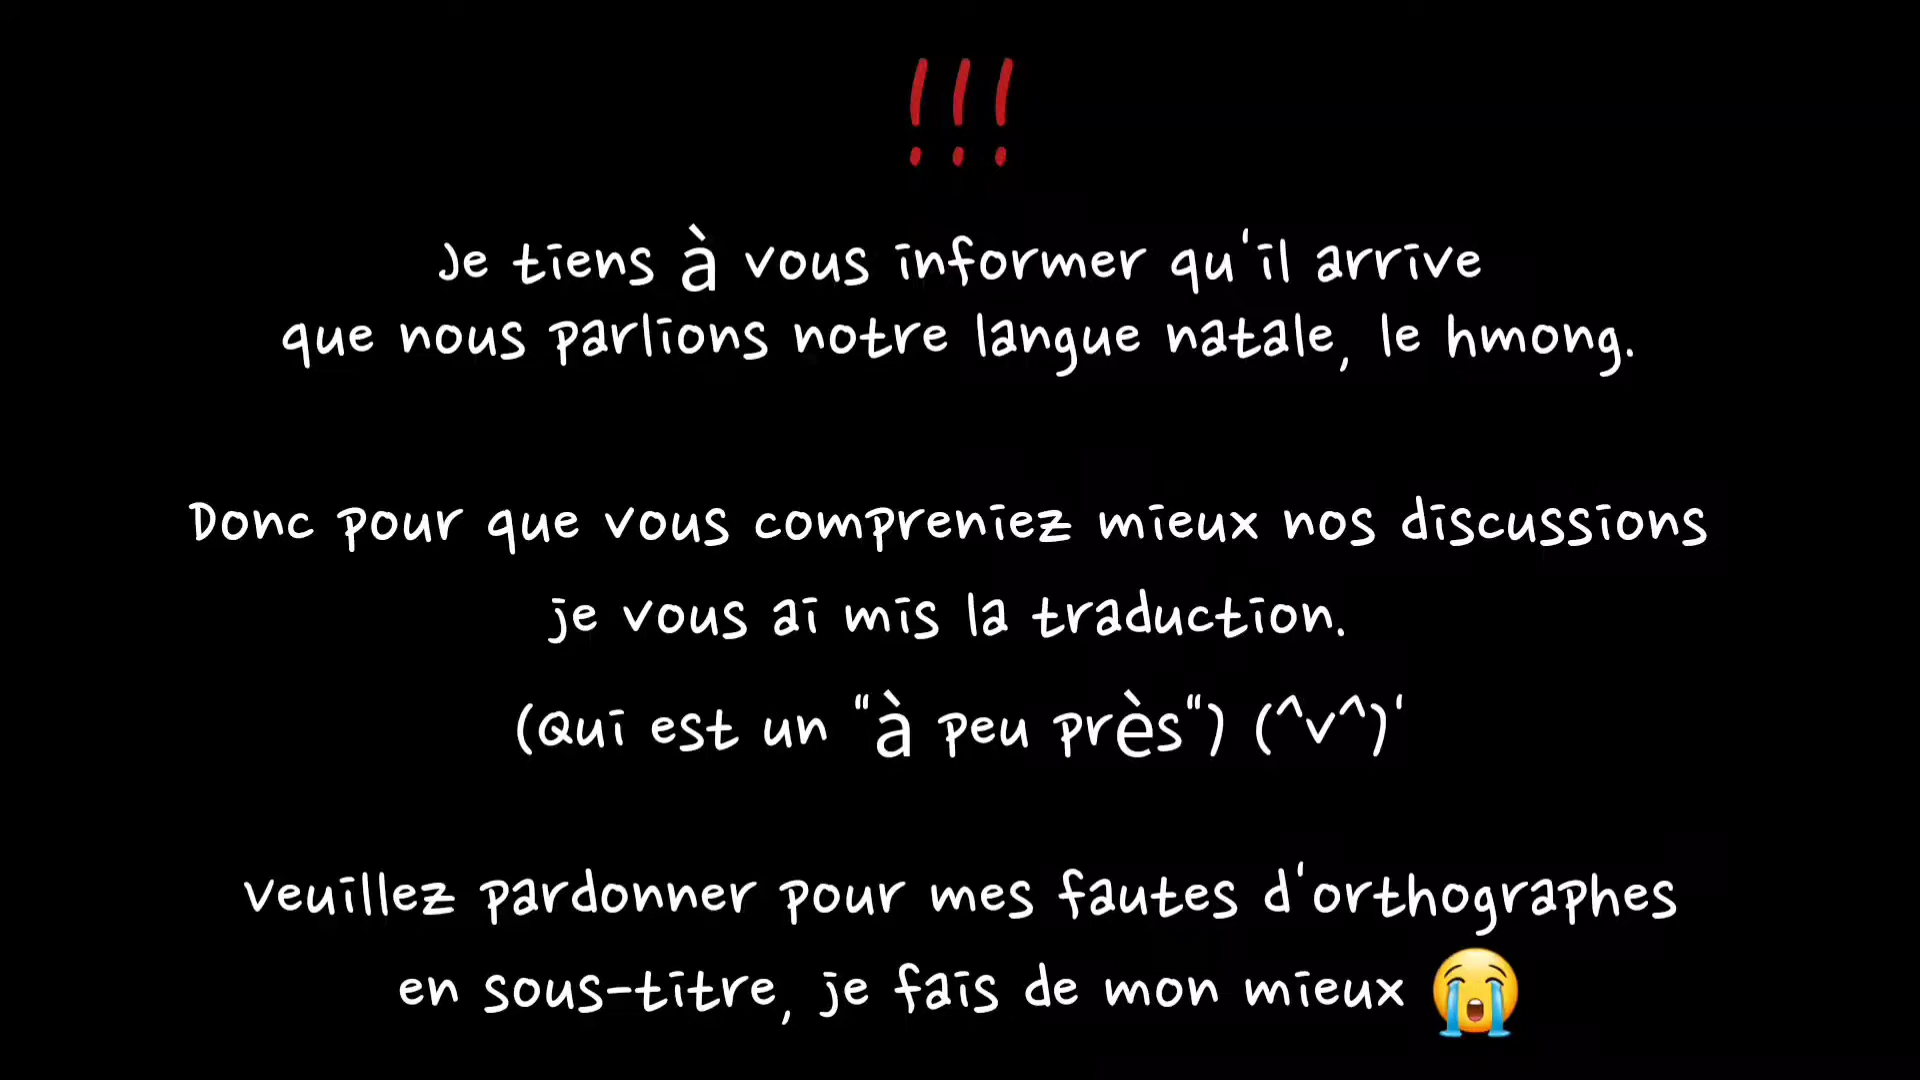 !!!
Je tiens à vous informer qu'il arrive
que nous parlions notre langue natale, le hmong.
Donc pour que vous compreniez mieux nos discussions
je vous ai mis la traduction.
(Qui est un "à peu près") (^v^)'
Veuillez pardonner pour mes fautes d'orthographes
en sous-titre, je fais de mon mieux 😭